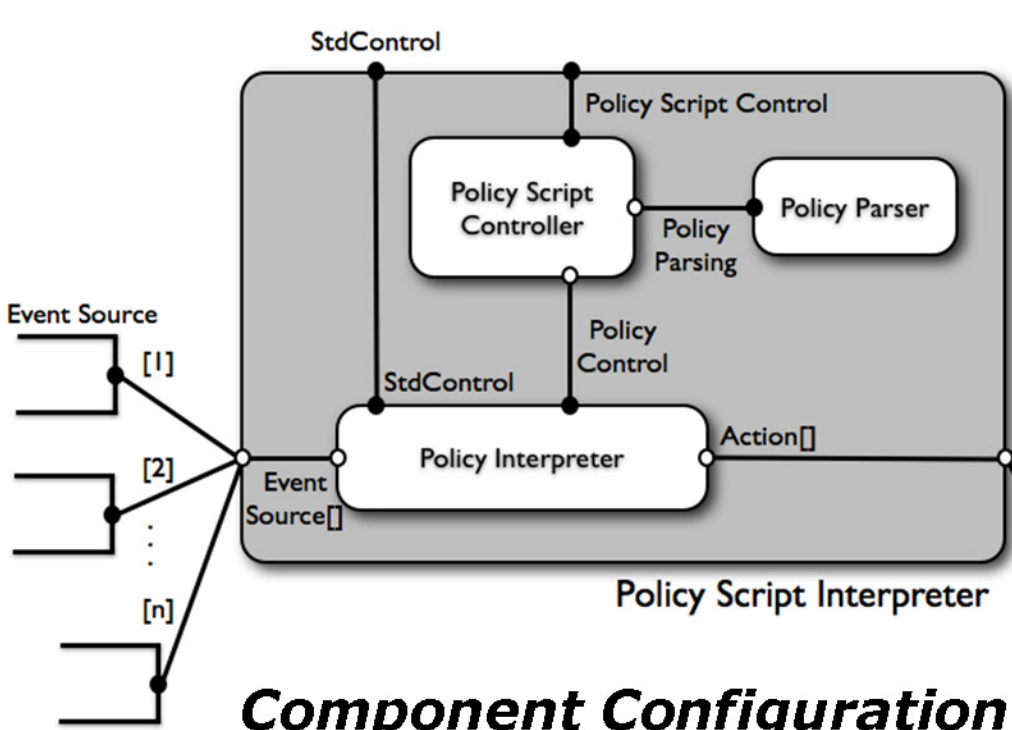 StdControl
Policy Script Control
Policy Script
Controller
Policy Parser
Policy
Parsing
Event Source
[1]
Policy
Control
StdControl
Action[]
[2]
Policy Interpreter
Event
Source[]
[n]
Policy Script Interpreter
Component Configuration